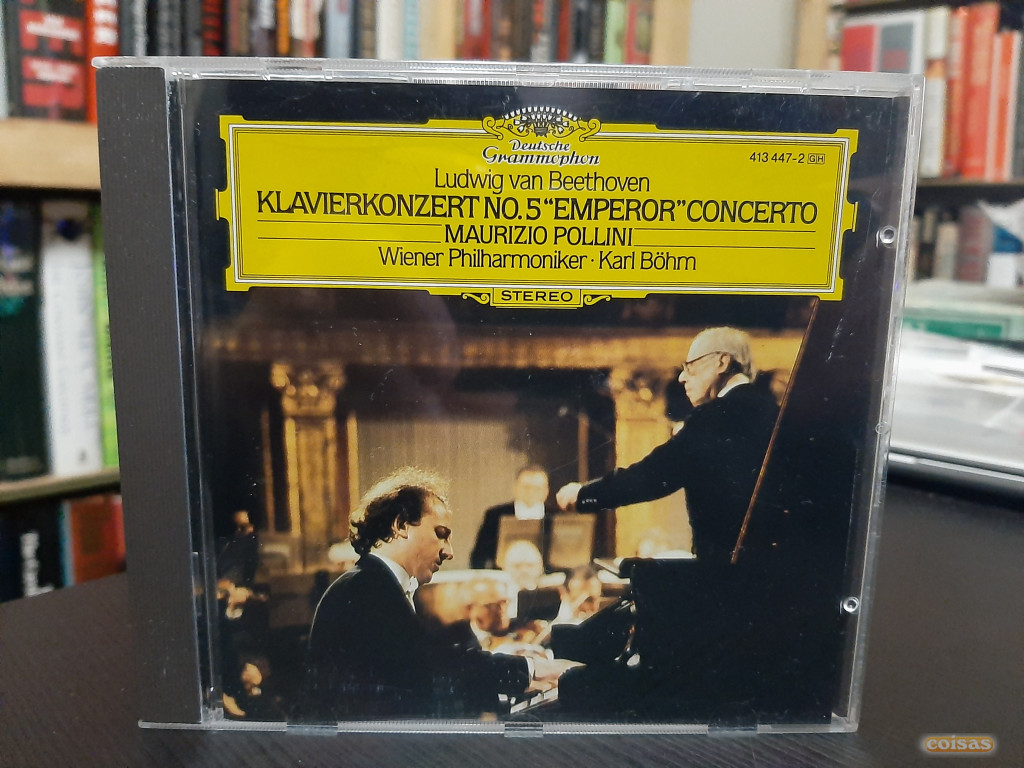 Deutsche
Grammophon
413 447-2 GH
Ludwig van Beethoven
KLAVIERKONZERT NO. 5 “EMPEROR” CONCERTO
MAURIZIO POLLINI
Wiener Philharmoniker · Karl Böhm
STEREO
coisas